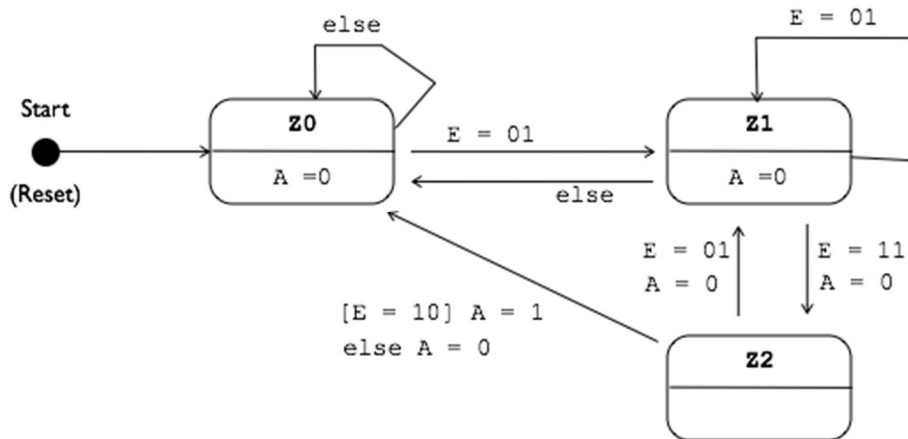 else
E = 01
Start
(Reset)
Z0
A =0
E = 01
else
Z1
A =0
E = 01
A = 0
E = 11
A = 0
[E = 10] A = 1
else A = 0
Z2